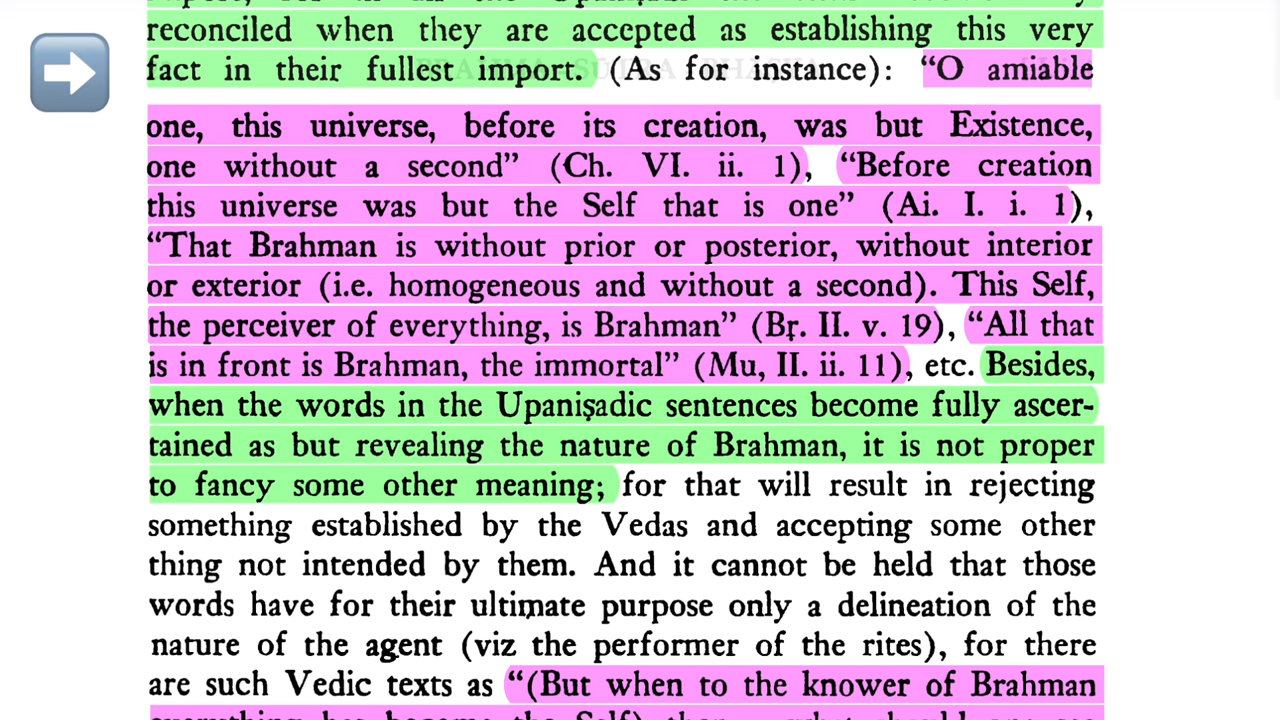 reconciled when they are accepted as establishing this very
fact in their fullest import. (As for instance): “O amiable
one, this universe, before its creation, was but Existence,
one without a second” (Ch. VI. ii. 1), “Before creation
this universe was but the Self that is one” (Ai. I. i. 1),
“That Brahman is without prior or posterior, without interior
or exterior (i.e. homogeneous and without a second). This Self,
the perceiver of everything, is Brahman” (Bṛ. II. v. 19), “All that
is in front is Brahman, the immortal” (Mu, II. ii. 11), etc. Besides,
when the words in the Upaniṣadic sentences become fully ascer-
tained as but revealing the nature of Brahman, it is not proper
to fancy some other meaning; for that will result in rejecting
something established by the Vedas and accepting some other
thing not intended by them. And it cannot be held that those
words have for their ultimate purpose only a delineation of the
nature of the agent (viz the performer of the rites), for there
are such Vedic texts as “(But when to the knower of Brahman